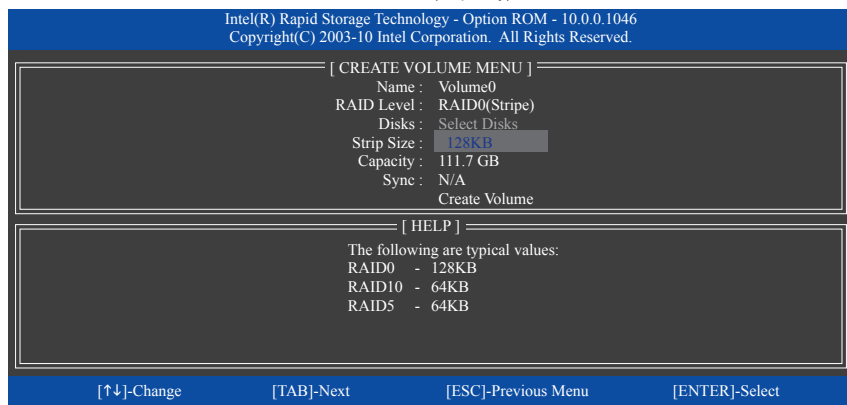 Intel(R) Rapid Storage Technology - Option ROM - 10.0.0.1046
Copyright(C) 2003-10 Intel Corporation. All Rights Reserved.
[ CREATE VOLUME MENU ]
Name : Volume0
RAID Level : RAID0(Stripe)
Disks : Select Disks
Strip Size : 128KB
Capacity : 111.7 GB
Sync : N/A
Create Volume
[ HELP ]
The following are typical values:
RAID0 - 128KB
RAID10 - 64KB
RAID5 - 64KB
[↑↓]-Change [TAB]-Next [ESC]-Previous Menu [ENTER]-Select